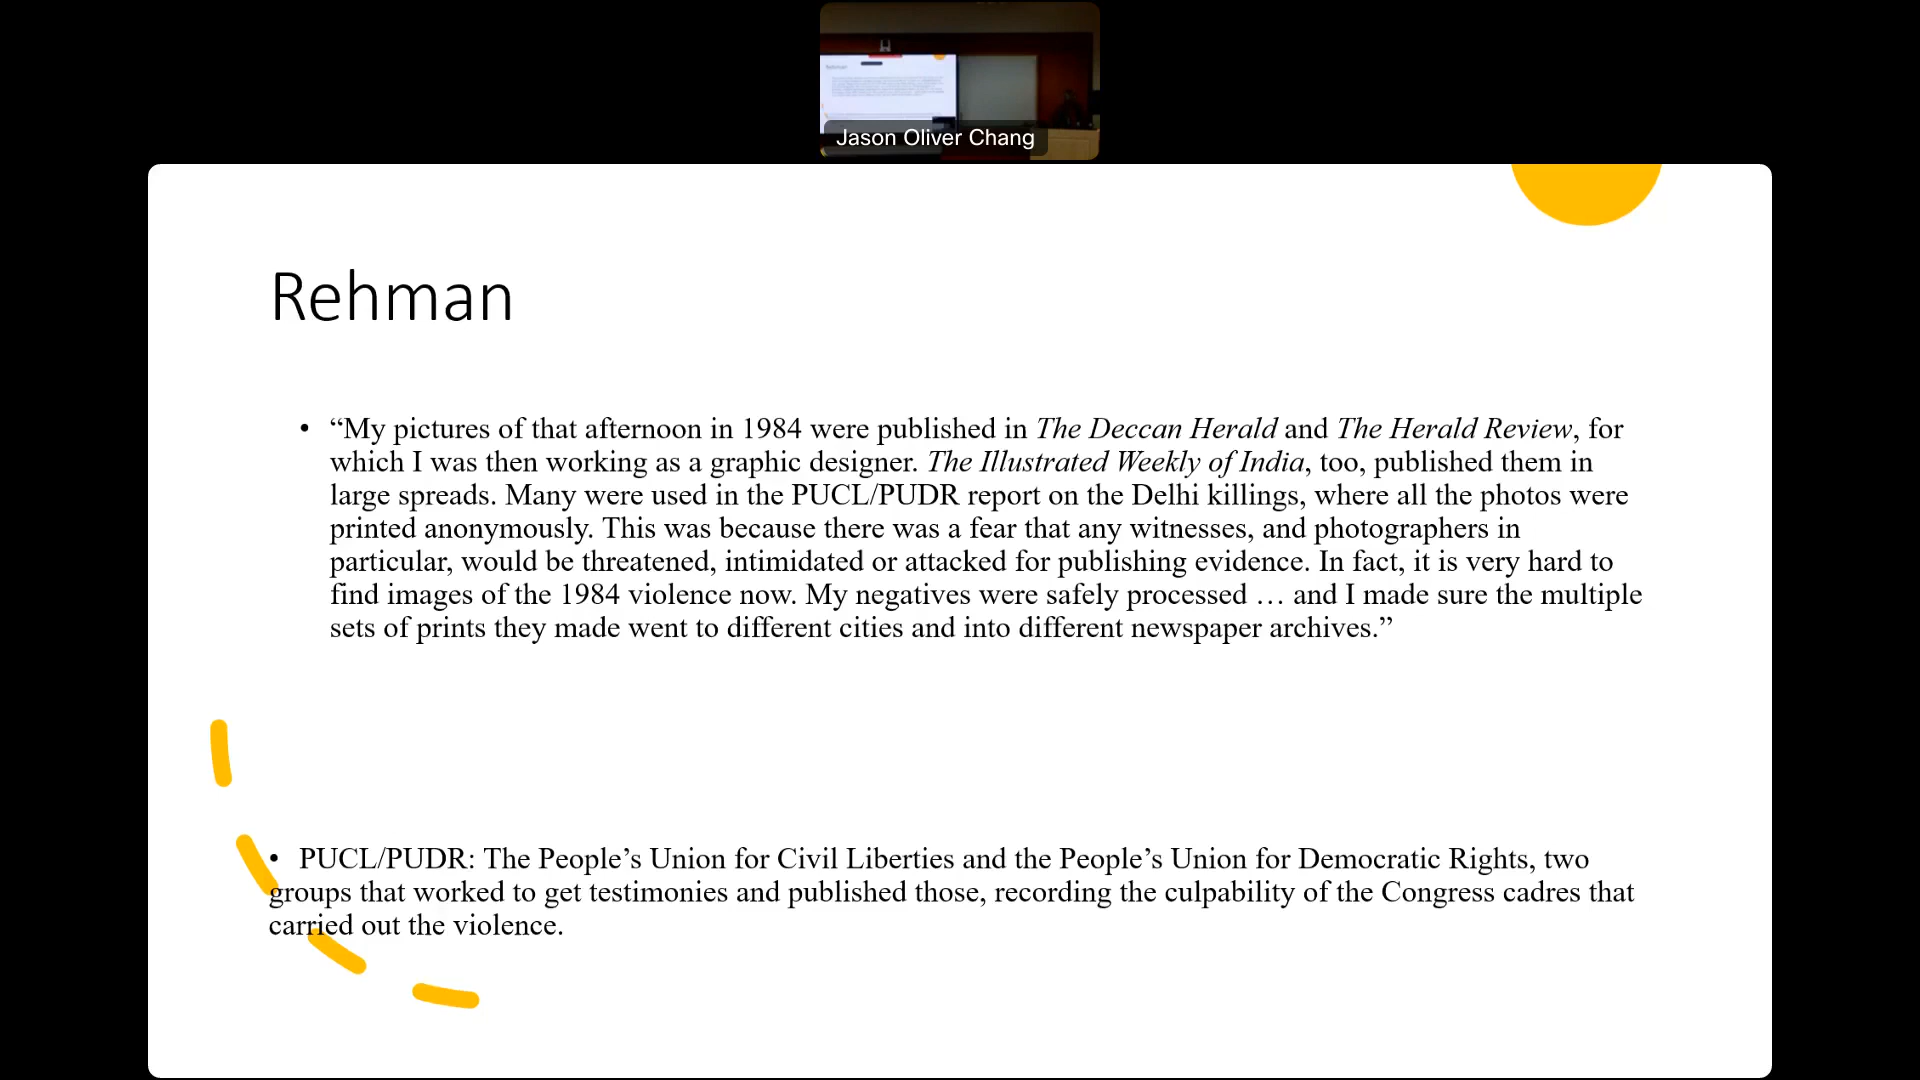 Jason Oliver Chang
Rehman
• “My pictures of that afternoon in 1984 were published in The Deccan Herald and The Herald Review, for
which I was then working as a graphic designer. The Illustrated Weekly of India, too, published them in
large spreads. Many were used in the PUCL/PUDR report on the Delhi killings, where all the photos were
printed anonymously. This was because there was a fear that any witnesses, and photographers in
particular, would be threatened, intimidated or attacked for publishing evidence. In fact, it is very hard to
find images of the 1984 violence now. My negatives were safely processed … and I made sure the multiple
sets of prints they made went to different cities and into different newspaper archives.”
• PUCL/PUDR: The People’s Union for Civil Liberties and the People’s Union for Democratic Rights, two
groups that worked to get testimonies and published those, recording the culpability of the Congress cadres that
carried out the violence.